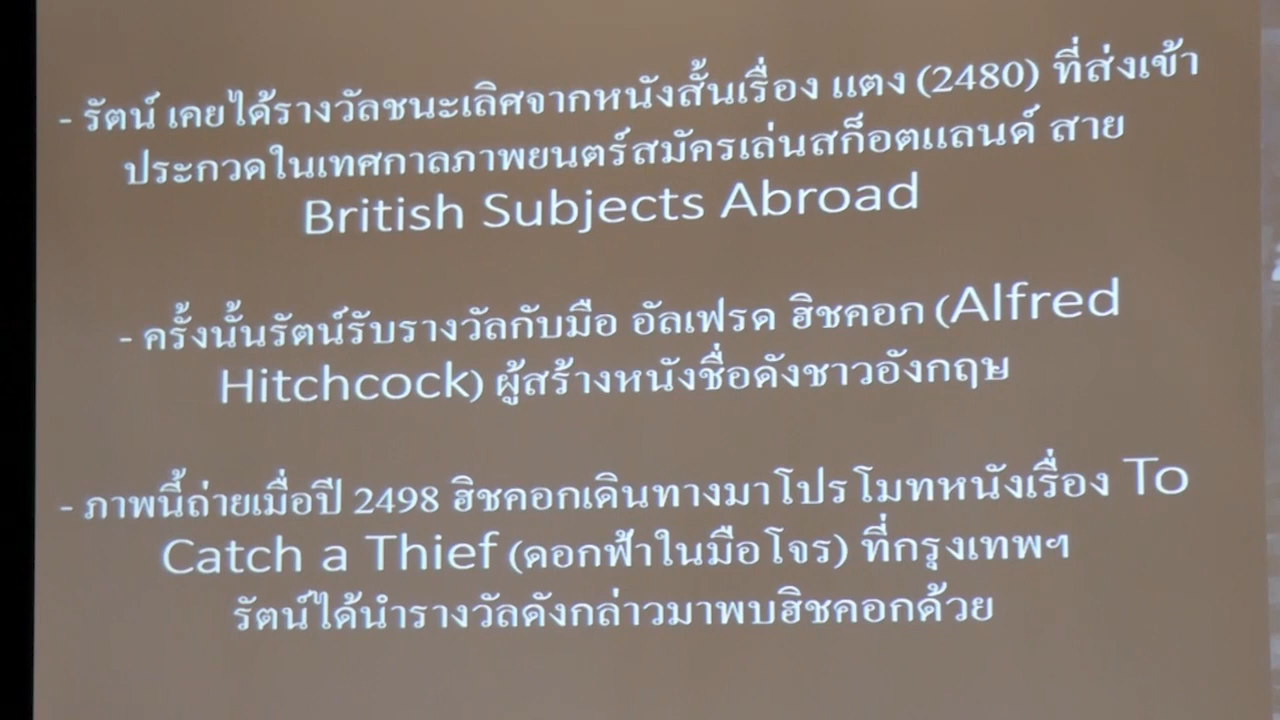 - รัตน์ เคยได้รางวัลชนะเลิศจากหนังสั้นเรื่อง แตง (2480) ที่ส่งเข้า
ประกวดในเทศกาลภาพยนตร์สมัครเล่นสก็อตแลนด์ สาย
British Subjects Abroad
- ครั้งนั้นรัตน์รับรางวัลกับมือ อัลเฟรด ฮิชคอก (Alfred
Hitchcock) ผู้สร้างหนังชื่อดังชาวอังกฤษ
- ภาพนี้ถ่ายเมื่อปี 2498 ฮิชคอกเดินทางมาโปรโมทหนังเรื่อง To
Catch a Thief (ดอกฟ้าในมือโจร) ที่กรุงเทพฯ
รัตน์ได้นำรางวัลดังกล่าวมาพบฮิชคอกด้วย